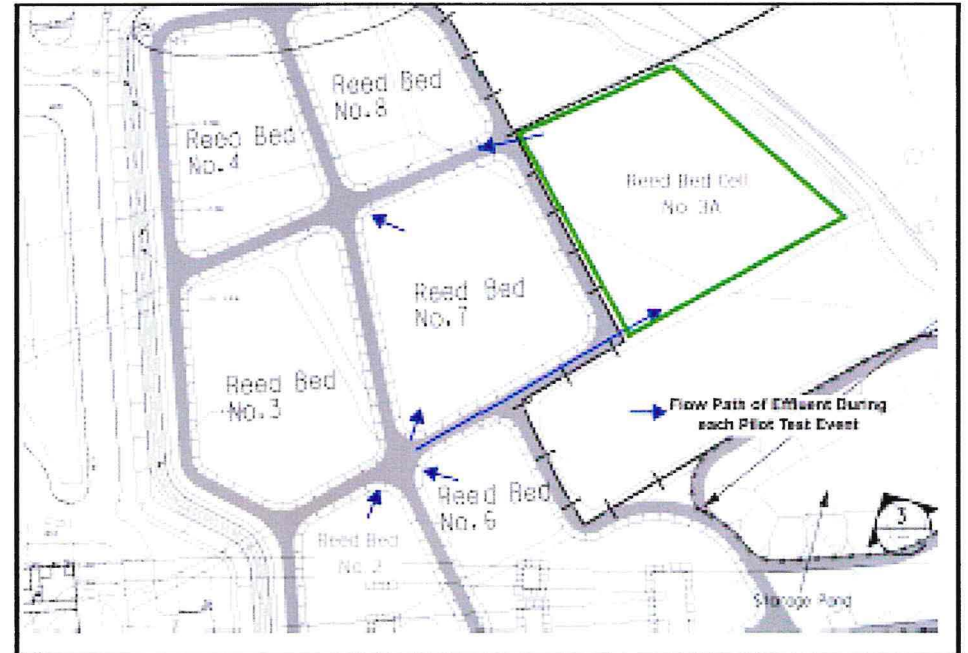 Reed Bed
No.8
Reed Bed
No.4
Reed Bed Cell
No 3A
Reed Bed
No.7
Reed Bed
No.3
Flow Path of Effluent During
each Pilot Test Event
Reed Bed
No.6
Reed Bed
No.2
3
Storage Pond